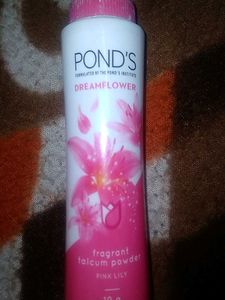 POND'S
FORMULATED BY THE POND'S INSTITUTE
DREAMFLOWER
fragrant
talcum powder
PINK LILY